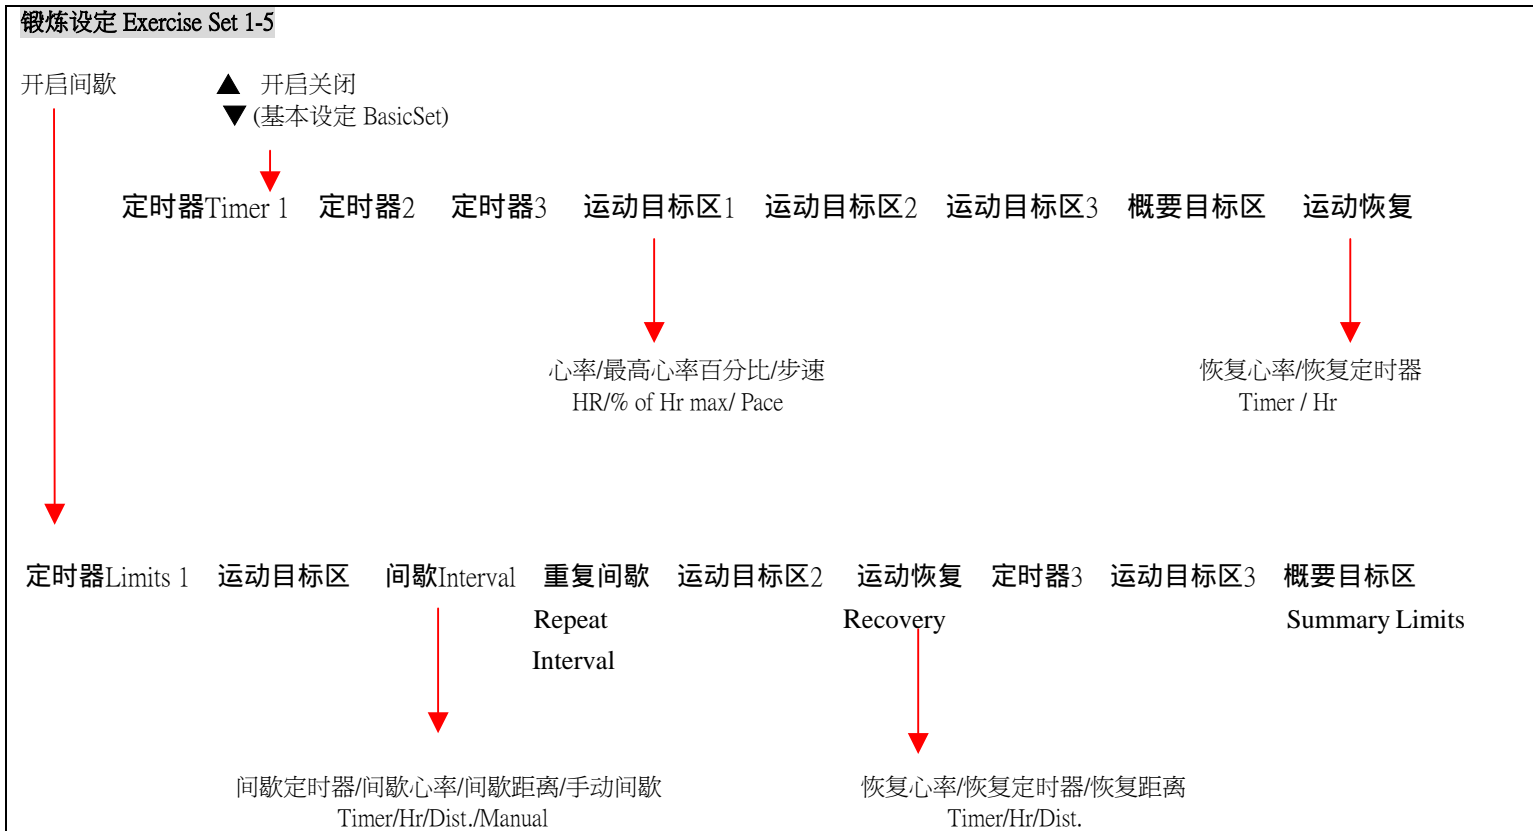 锻炼设定 Exercise Set 1-5
开启间歇 ▲ 开启关闭
▼ (基本设定 BasicSet)
定时器Timer 1 定时器2 定时器3 运动目标区1 运动目标区2 运动目标区3 概要目标区 运动恢复
心率/最高心率百分比/步速 恢复心率/恢复定时器
HR/% of Hr max/ Pace Timer / Hr
定时器Limits 1 运动目标区 间歇Interval 重复间歇 运动目标区2 运动恢复 定时器3 运动目标区3 概要目标区
Repeat Recovery Summary Limits
Interval
间歇定时器/间歇心率/间歇距离/手动间歇 恢复心率/恢复定时器/恢复距离
Timer/Hr/Dist./Manual Timer/Hr/Dist.